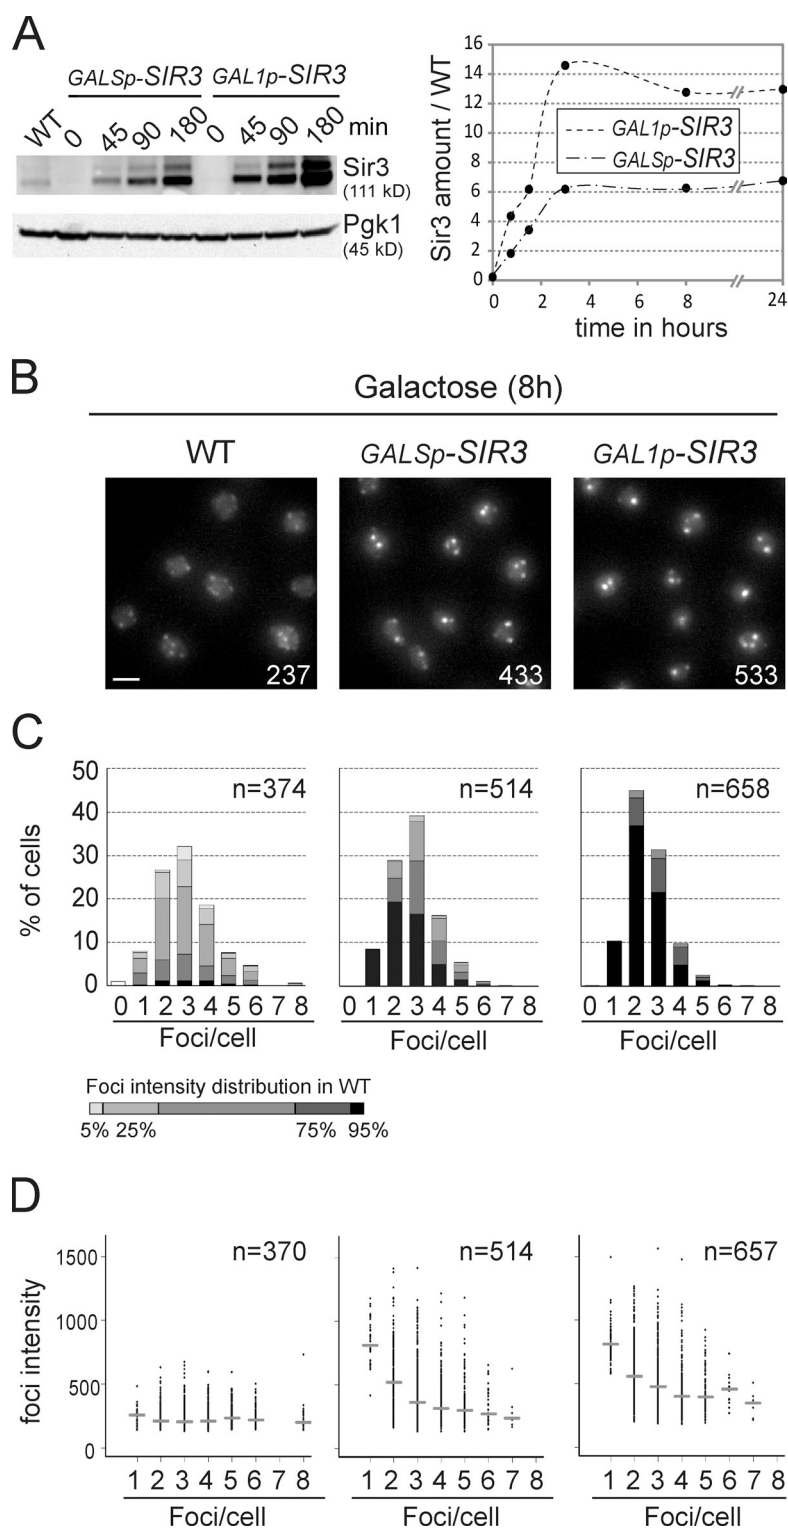 A
GALSp-SIR3 GAL1p-SIR3
WT 0 45 90 180 0 45 90 180 min
Sir3
(111 kD)
Pgk1
(45 kD)
Sir3 amount / WT
16
14
12
10
8
6
4
2
0
GAL1p-SIR3
GALSp-SIR3
0 2 4 6 8 24
time in hours
B
Galactose (8h)
WT GALSp-SIR3 GAL1p-SIR3
237 433 533
C
% of cells
50
40
30
20
10
0
n=374 n=514 n=658
0 1 2 3 4 5 6 7 8 0 1 2 3 4 5 6 7 8 0 1 2 3 4 5 6 7 8
Foci/cell Foci/cell Foci/cell
Foci intensity distribution in WT
5% 25% 75% 95%
D
foci intensity
1500
1000
500
0
n=370 n=514 n=657
1 2 3 4 5 6 7 8 1 2 3 4 5 6 7 8 1 2 3 4 5 6 7 8
Foci/cell Foci/cell Foci/cell